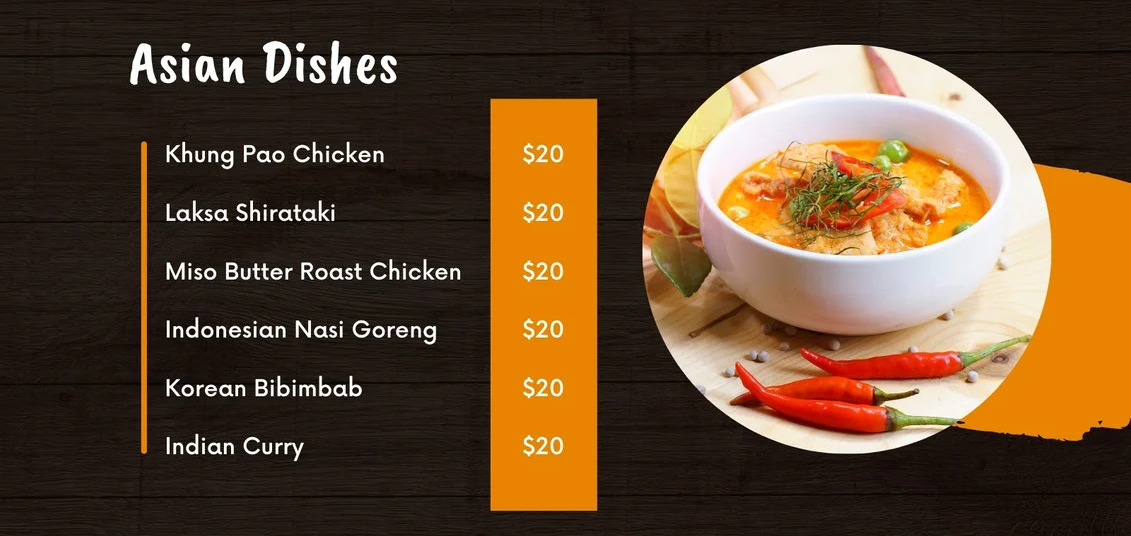 Asian Dishes
Khung Pao Chicken $20
Laksa Shirataki $20
Miso Butter Roast Chicken $20
Indonesian Nasi Goreng $20
Korean Bibimbab $20
Indian Curry $20